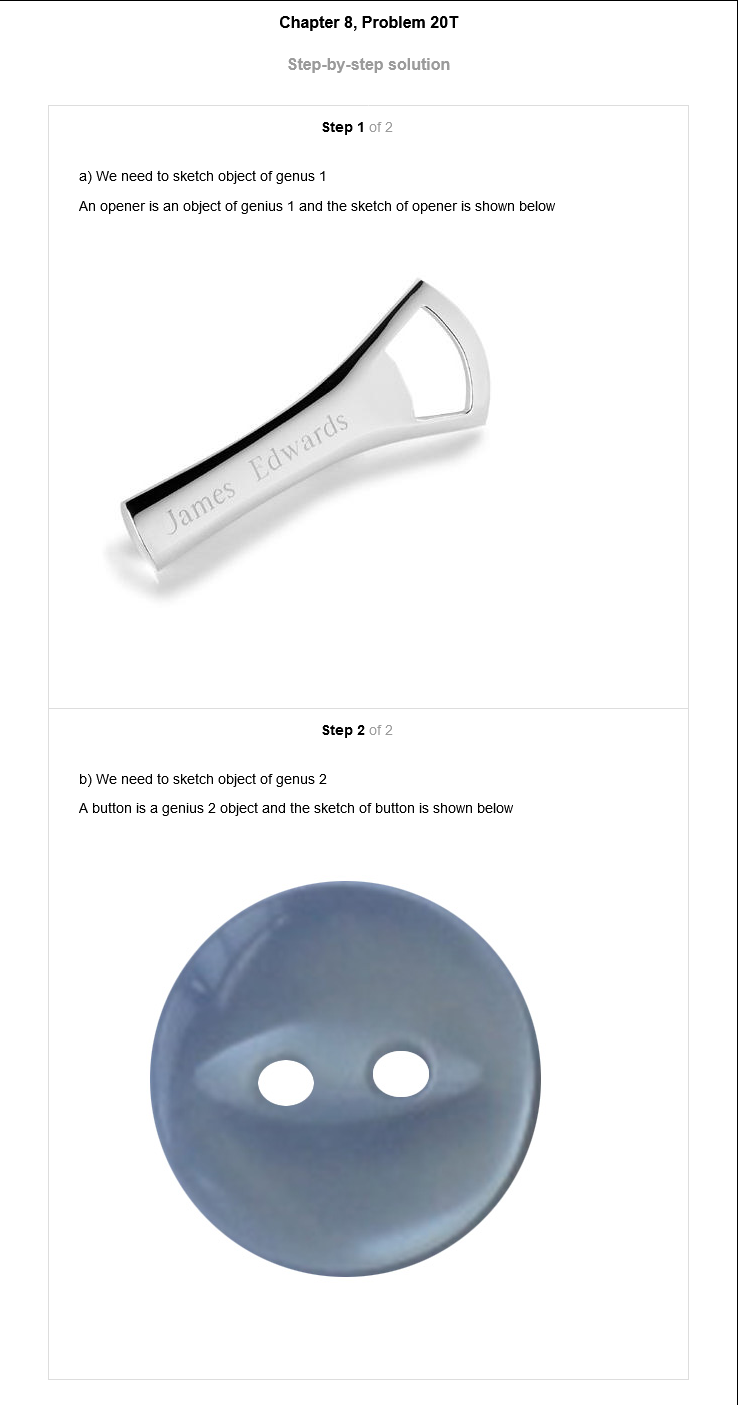 Chapter 8, Problem 20T
Step-by-step solution
Step 1 of 2
a) We need to sketch object of genus 1
An opener is an object of genius 1 and the sketch of opener is shown below
James Edwards
Step 2 of 2
b) We need to sketch object of genus 2
A button is a genius 2 object and the sketch of button is shown below